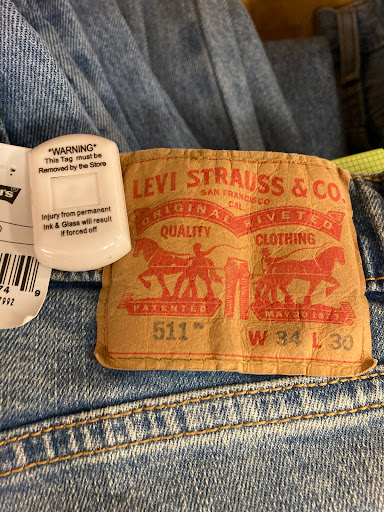 *WARNING*
This Tag must be
Removed by the Store
Injury from permanent
Ink & Glass will result
if forced off
LEVI STRAUSS & CO.
SAN FRANCISCO
CAL.
ORIGINAL RIVETED
QUALITY CLOTHING
PATENTED MAY 20 1873
511™ W 34 L 30